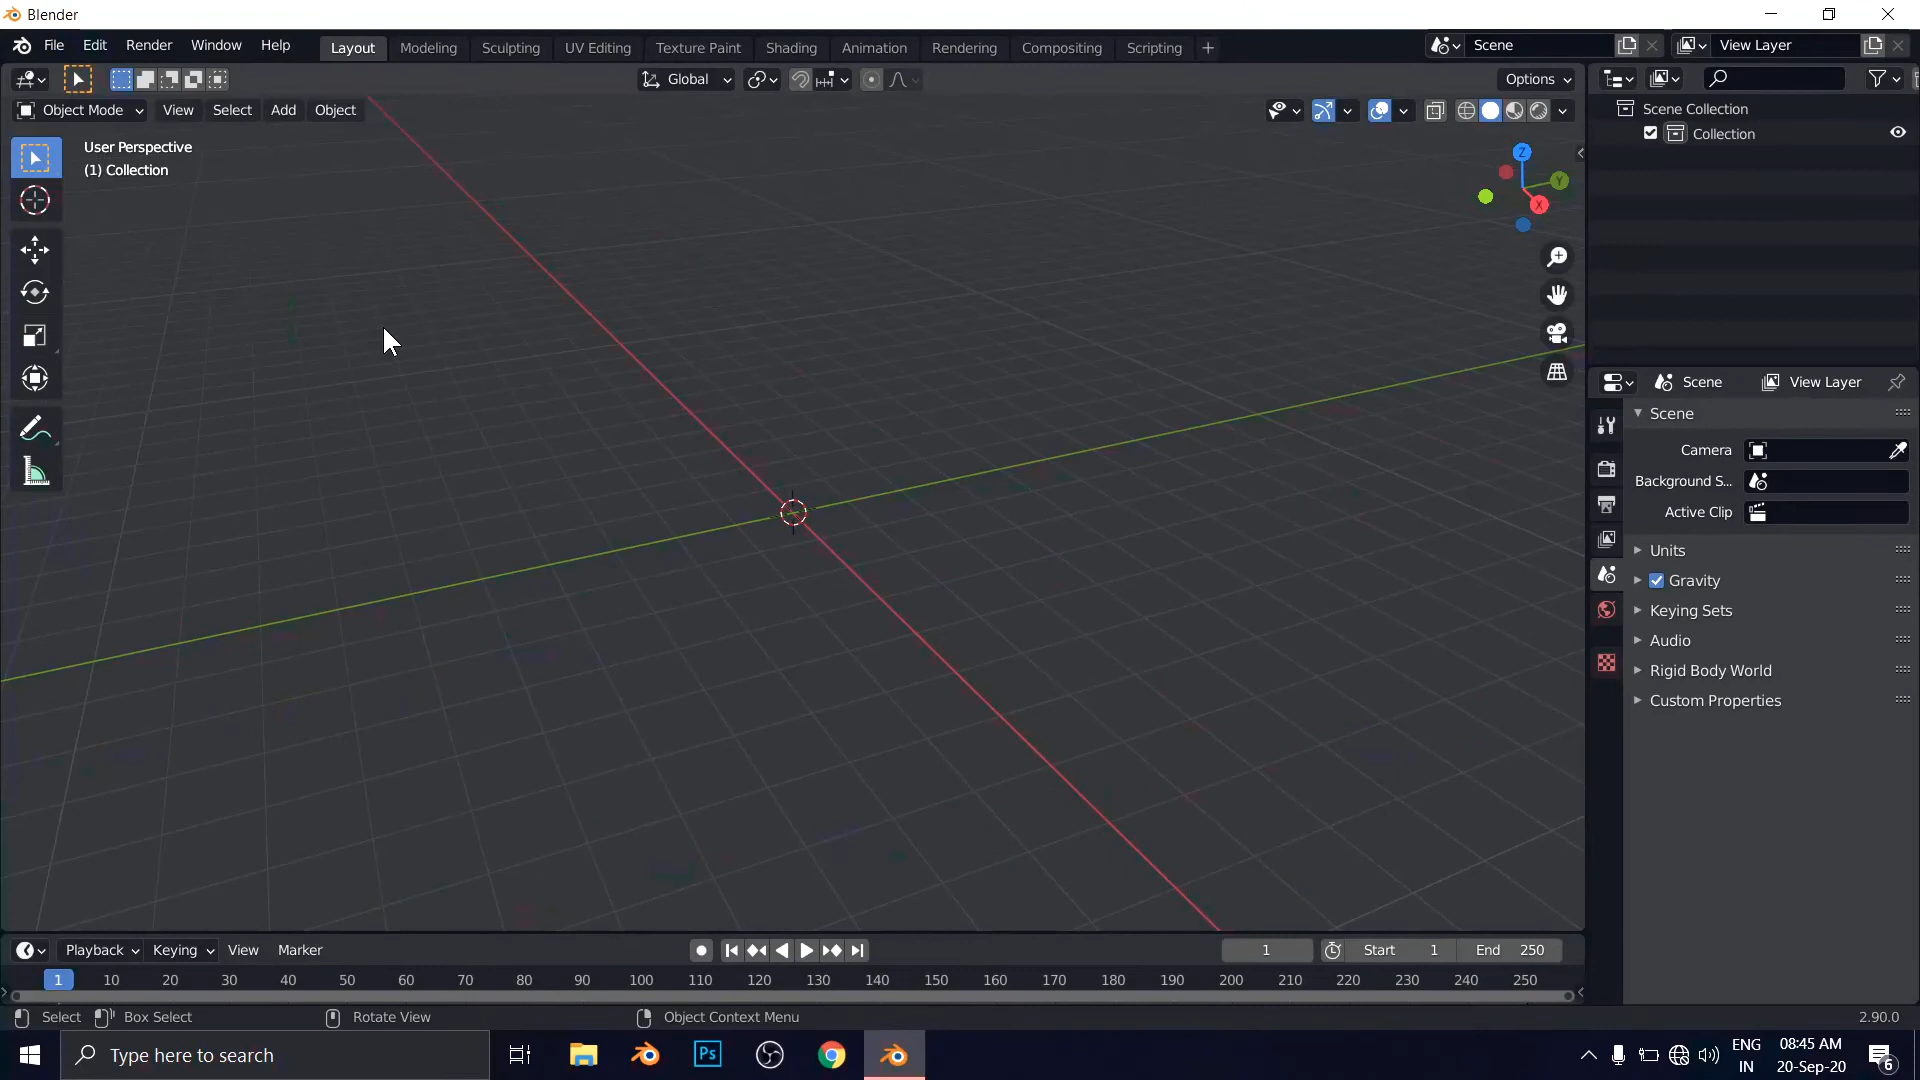 Blender
File Edit Render Window Help Layout Modeling Sculpting UV Editing Texture Paint Shading Animation Rendering Compositing Scripting + Scene View Layer
Global Options
Object Mode View Select Add Object
Scene Collection
Collection
User Perspective
(1) Collection
Z
Y
X
Scene View Layer
Scene
Camera
Background S...
Active Clip
Units
Gravity
Keying Sets
Audio
Rigid Body World
Custom Properties
Playback Keying View Marker 1 Start 1 End 250
1 10 20 30 40 50 60 70 80 90 100 110 120 130 140 150 160 170 180 190 200 210 220 230 240 250
Select Box Select Rotate View Object Context Menu 2.90.0
Type here to search
Ps
ENG
IN
08:45 AM
20-Sep-20
6